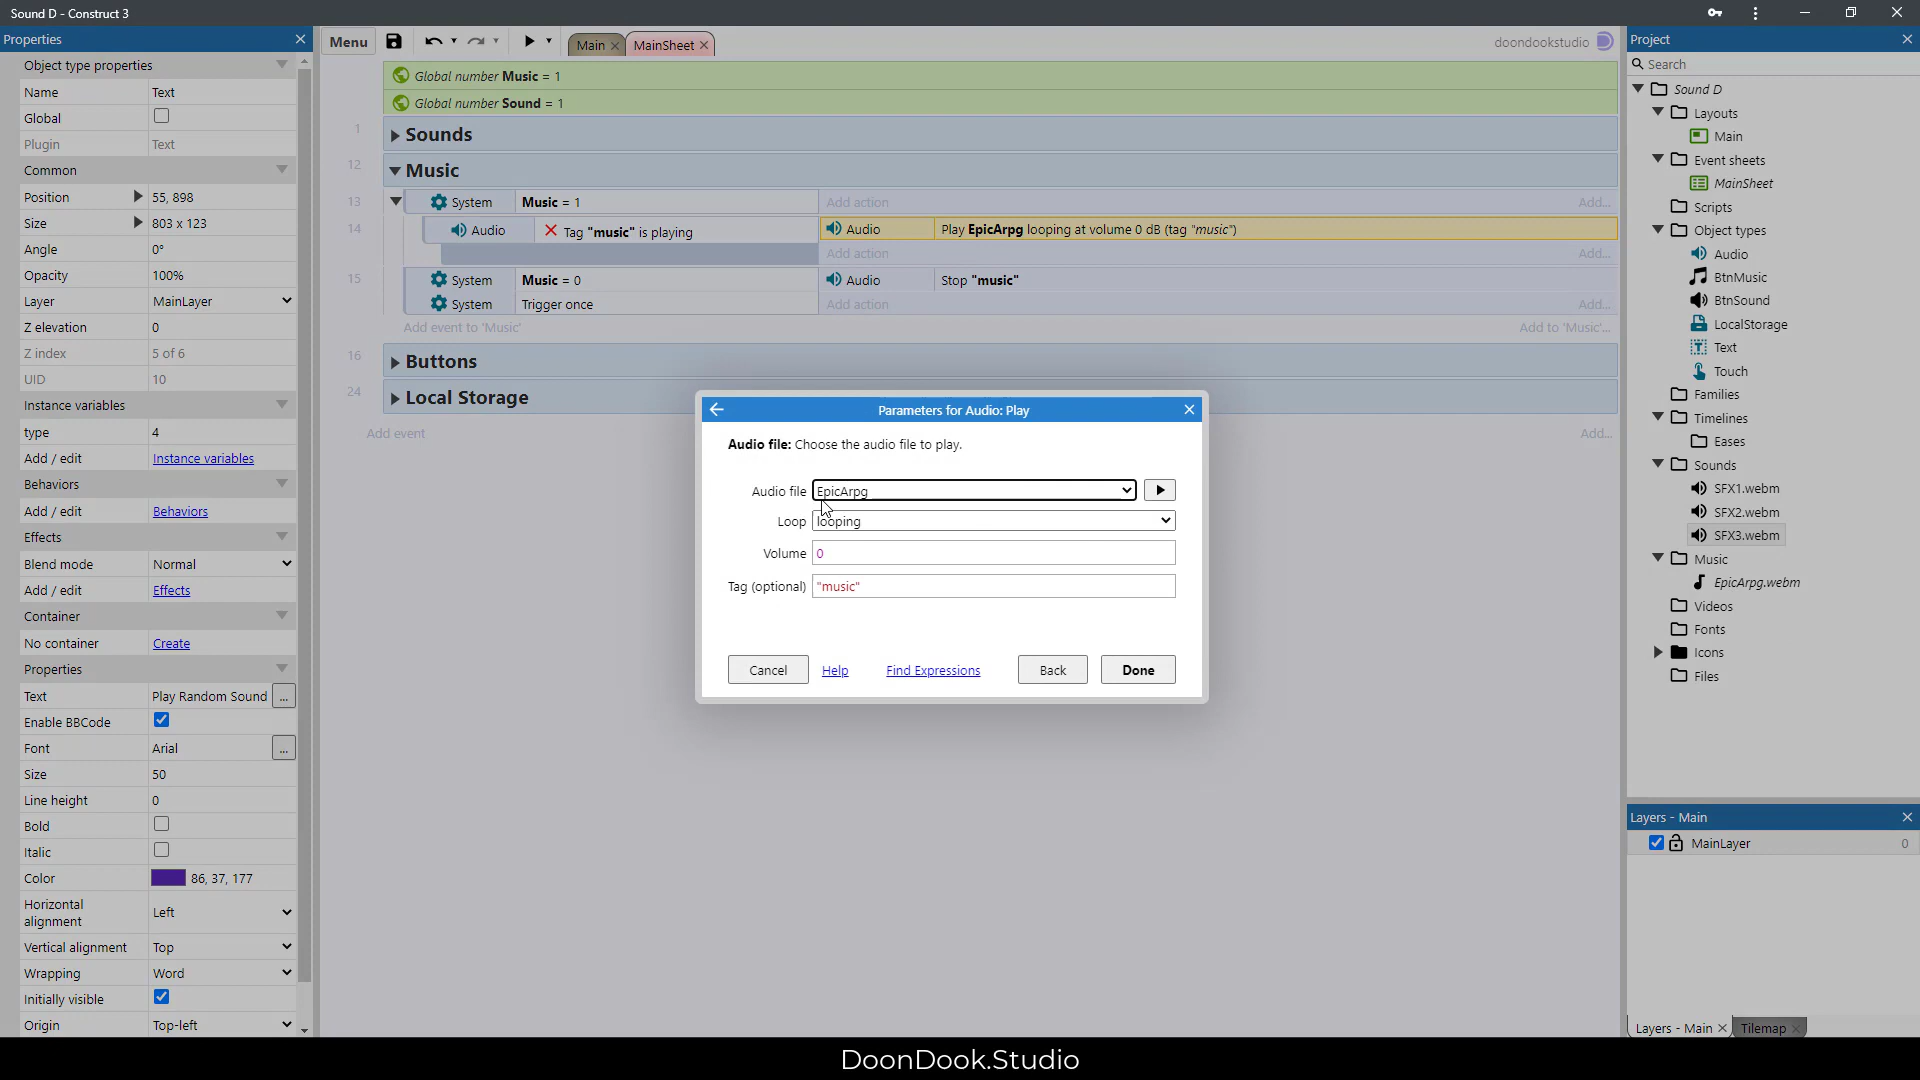 Sound D - Construct 3
Properties
Object type properties
Name Text
Global
Plugin Text
Common
Position 55, 898
Size 803 x 123
Angle 0°
Opacity 100%
Layer MainLayer
Z elevation 0
Z index 5 of 6
UID 10
Instance variables
type 4
Add / edit Instance variables
Behaviors
Add / edit Behaviors
Effects
Blend mode Normal
Add / edit Effects
Container
No container Create
Properties
Text Play Random Sound ...
Enable BBCode
Font Arial ...
Size 50
Line height 0
Bold
Italic
Color 86, 37, 177
Horizontal alignment Left
Vertical alignment Top
Wrapping Word
Initially visible
Origin Top-left
Menu
Main MainSheet
doondookstudio
Global number Music = 1
Global number Sound = 1
1 Sounds
12 Music
13 System Music = 1 Add action Add...
14 Audio Tag "music" is playing Audio Play EpicArpg looping at volume 0 dB (tag "music")
Add action Add...
15 System Music = 0 Audio Stop "music"
System Trigger once Add action Add...
Add event to 'Music' Add to 'Music'...
16 Buttons
24 Local Storage
Add event Add...
Parameters for Audio: Play
Audio file: Choose the audio file to play.
Audio file EpicArpg
Loop looping
Volume 0
Tag (optional) "music"
Cancel Help Find Expressions Back Done
Project
Search
Sound D
Layouts
Main
Event sheets
MainSheet
Scripts
Object types
Audio
BtnMusic
BtnSound
LocalStorage
Text
Touch
Families
Timelines
Eases
Sounds
SFX1.webm
SFX2.webm
SFX3.webm
Music
EpicArpg.webm
Videos
Fonts
Icons
Files
Layers - Main
MainLayer 0
Layers - Main Tilemap
DoonDook.Studio